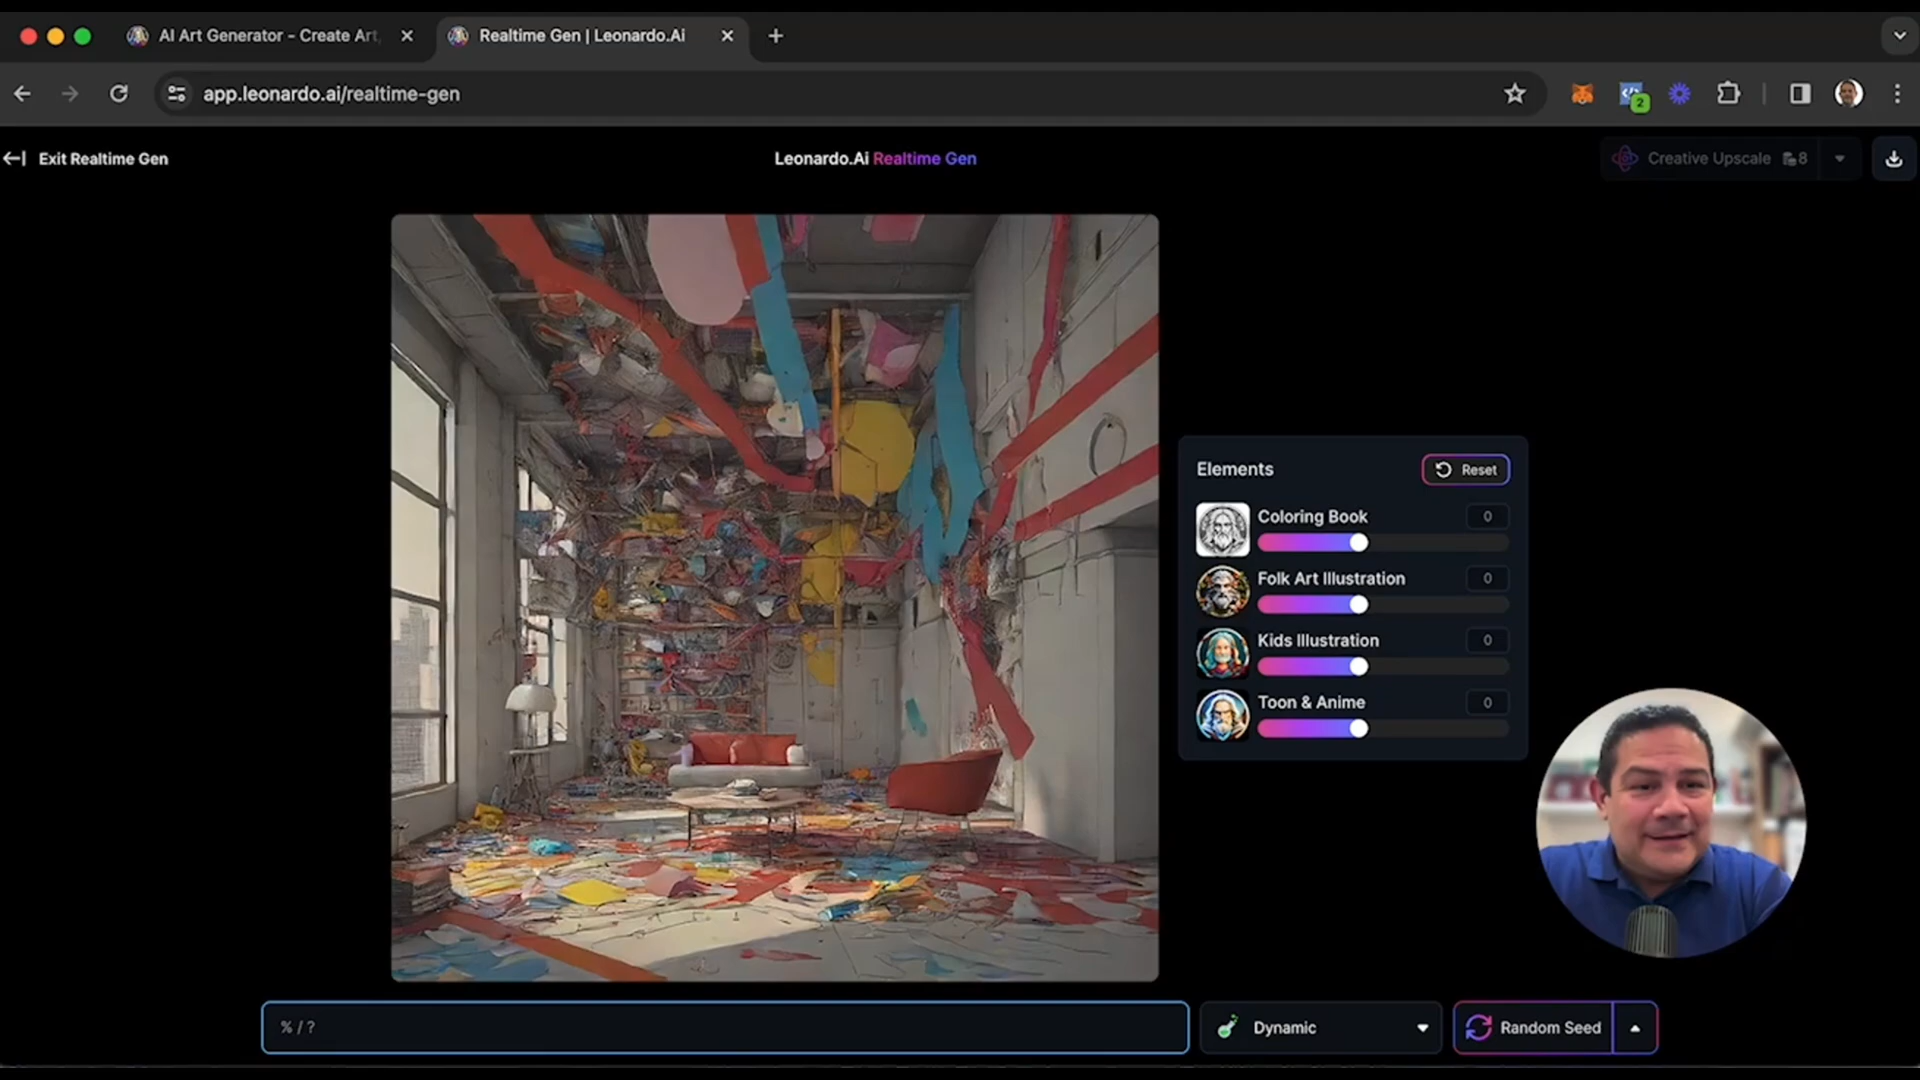 AI Art Generator - Create Art,
Realtime Gen | Leonardo.Ai
app.leonardo.ai/realtime-gen
2
Exit Realtime Gen
Leonardo.Ai Realtime Gen
Creative Upscale 8
Elements
Reset
Coloring Book 0
Folk Art Illustration 0
Kids Illustration 0
Toon & Anime 0
% / ?
Dynamic
Random Seed